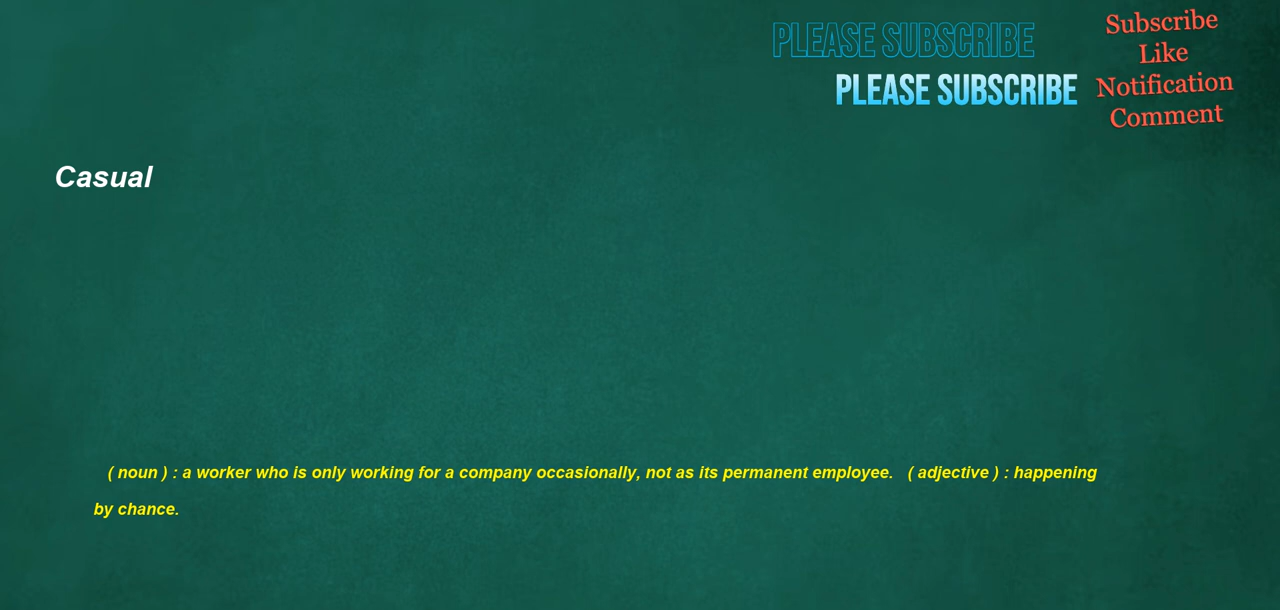 PLEASE SUBSCRIBE
PLEASE SUBSCRIBE
Subscribe
Like
Notification
Comment
Casual
( noun ) : a worker who is only working for a company occasionally, not as its permanent employee. ( adjective ) : happening
by chance.